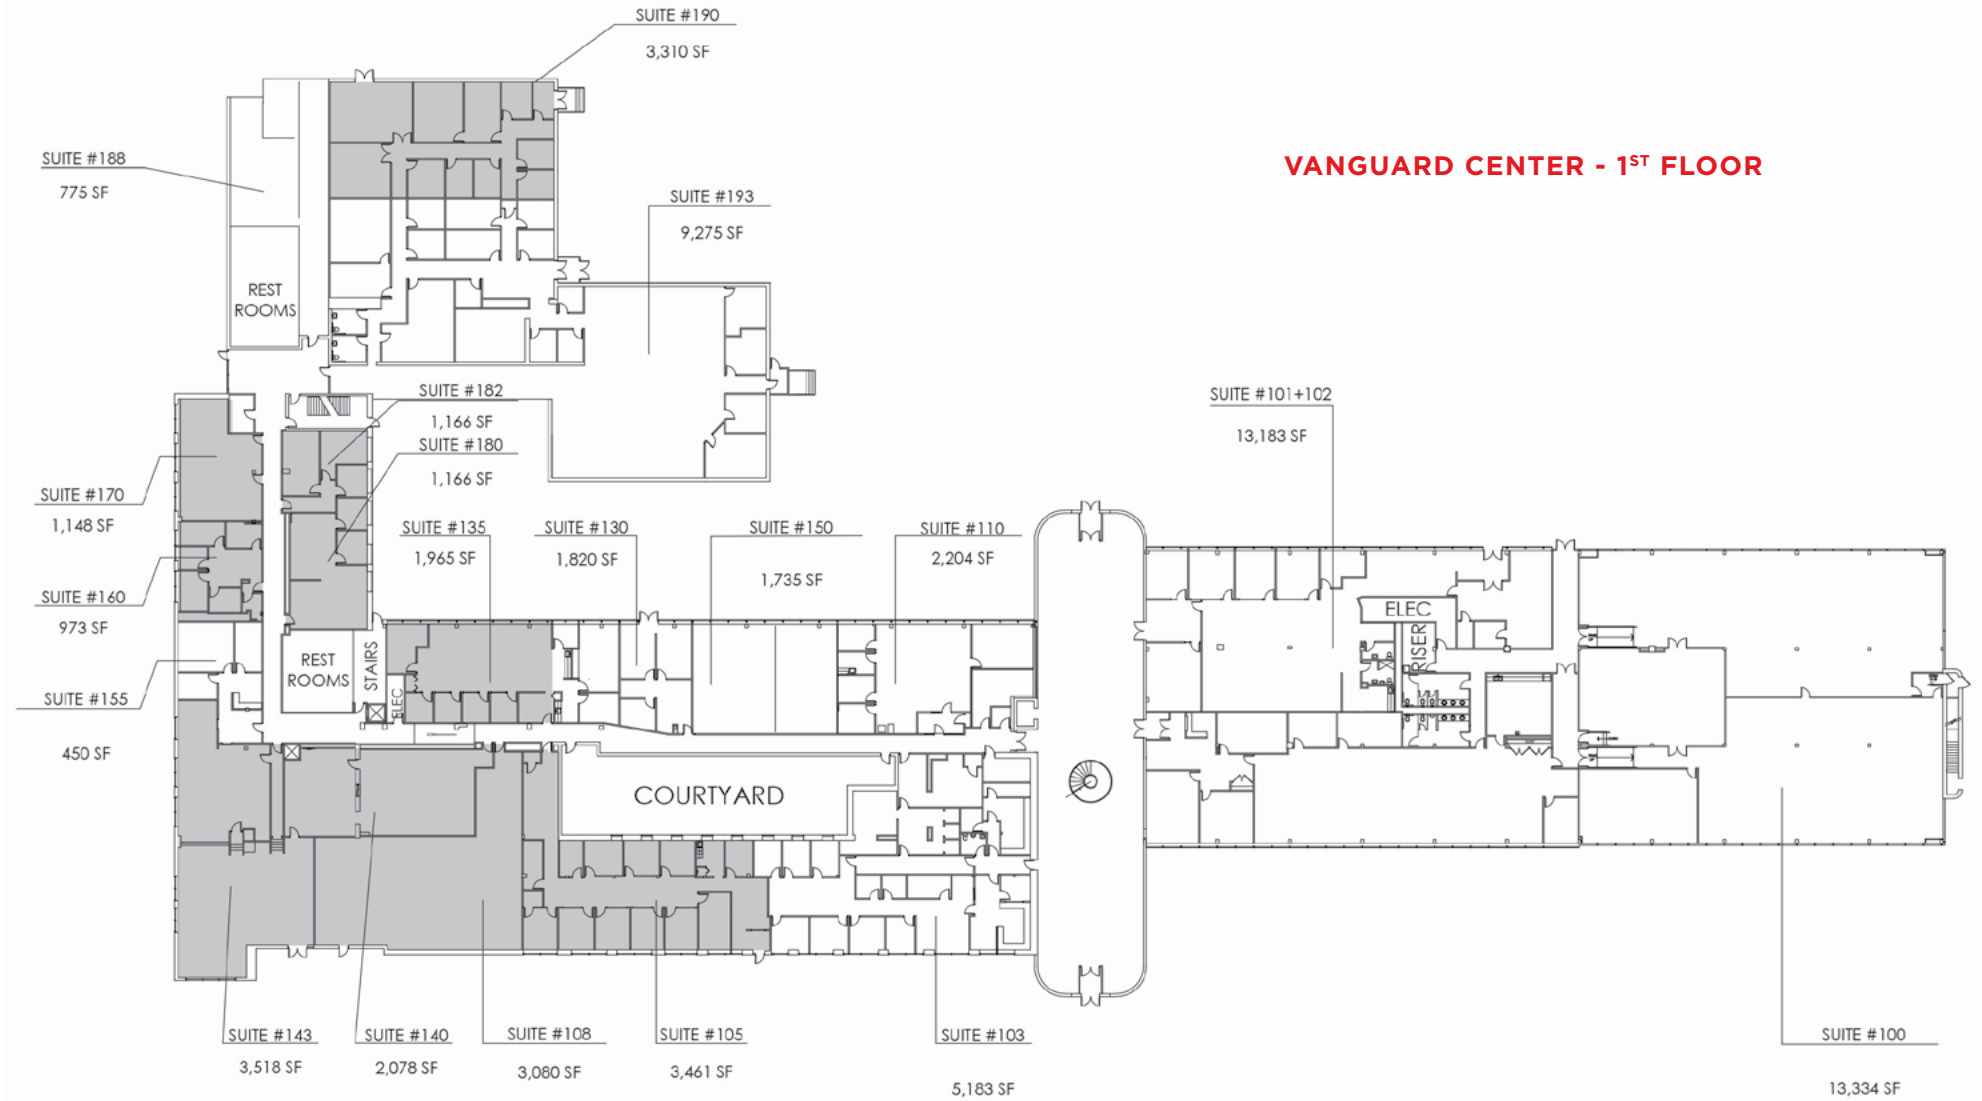 SUITE #190
3,310 SF
VANGUARD CENTER - 1ST FLOOR
SUITE #188
775 SF
SUITE #193
9,275 SF
REST
ROOMS
SUITE #182
1,166 SF
SUITE #180
1,166 SF
SUITE #101+102
13,183 SF
SUITE #170
1,148 SF
SUITE #135
1,965 SF
SUITE #130
1,820 SF
SUITE #150
1,735 SF
SUITE #110
2,204 SF
SUITE #160
973 SF
ELEC
RISER
REST
ROOMS
STAIRS
ELEC
SUITE #155
450 SF
COURTYARD
SUITE #143
3,518 SF
SUITE #140
2,078 SF
SUITE #108
3,080 SF
SUITE #105
3,461 SF
SUITE #103
5,183 SF
SUITE #100
13,334 SF